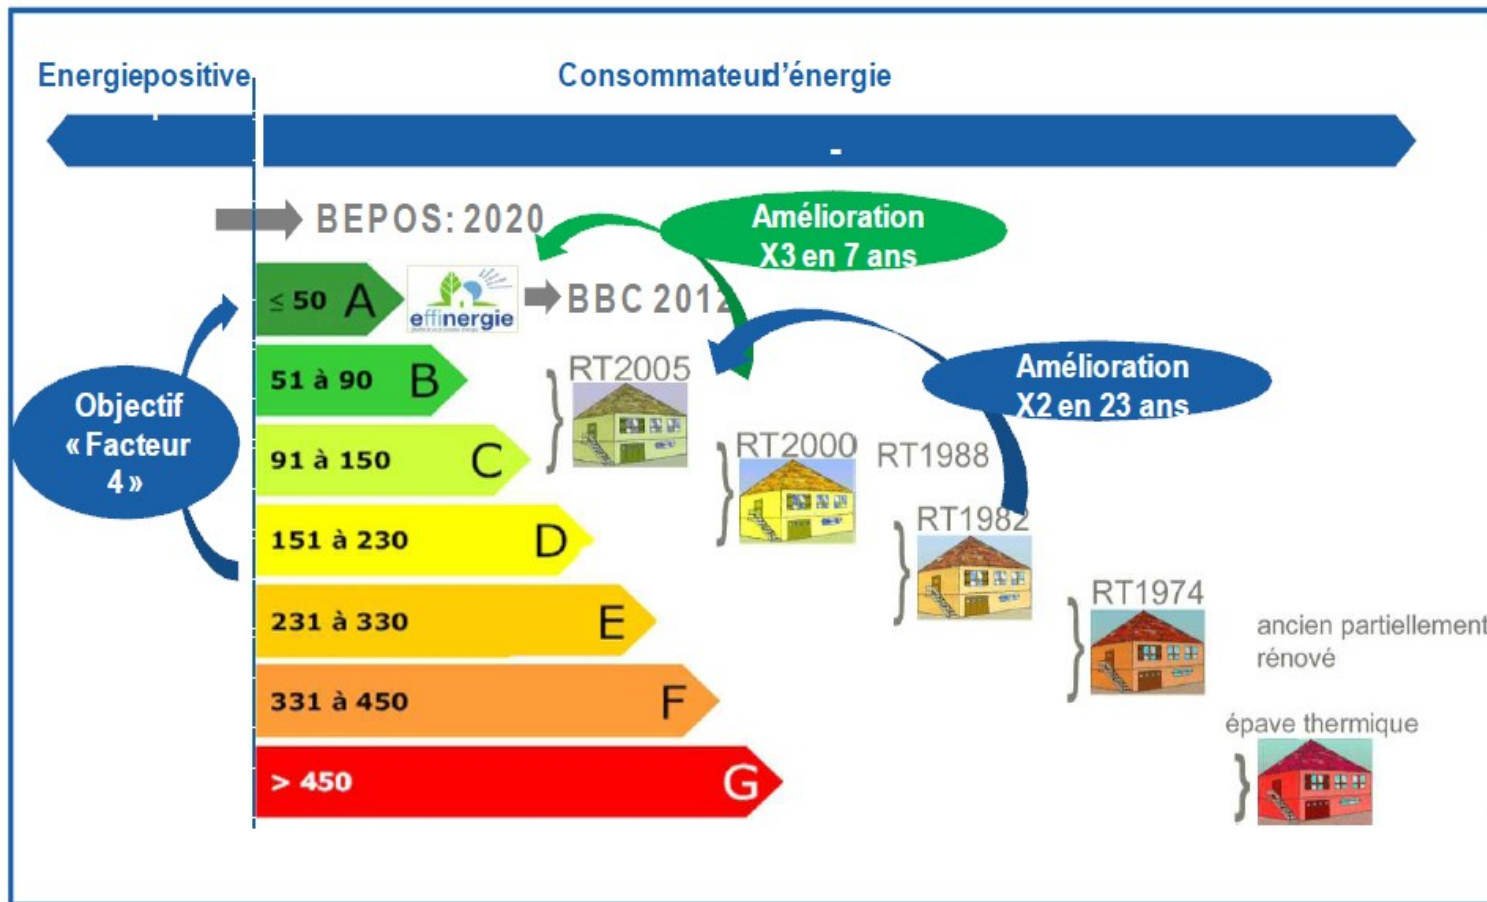 Energiepositive
Consommateud'énergie
-
BEPOS: 2020
Amélioration
X3 en 7 ans
≤ 50 A
effinergie
BBC 2012
51 à 90 B
RT2005
Amélioration
X2 en 23 ans
Objectif
« Facteur
4 »
91 à 150 C
RT2000
RT1988
151 à 230 D
RT1982
231 à 330 E
RT1974
ancien partiellement
rénové
331 à 450 F
épave thermique
> 450 G